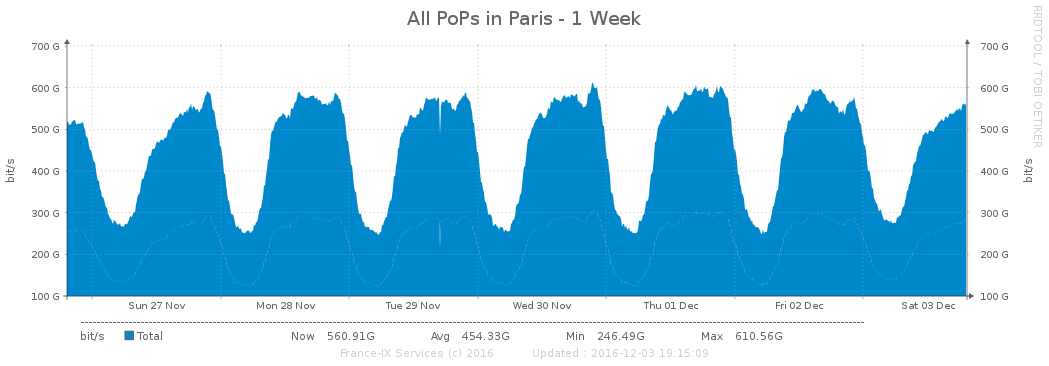 All PoPs in Paris - 1 Week
RRDTOOL / TOBI OETIKER
700 G 700 G
600 G 600 G
500 G 500 G
400 G 400 G
300 G 300 G
200 G 200 G
100 G 100 G
bit/s bit/s
Sun 27 Nov Mon 28 Nov Tue 29 Nov Wed 30 Nov Thu 01 Dec Fri 02 Dec Sat 03 Dec
bit/s Total Now 560.91G Avg 454.33G Min 246.49G Max 610.56G
France-IX Services (c) 2016 Updated : 2016-12-03 19:15:09